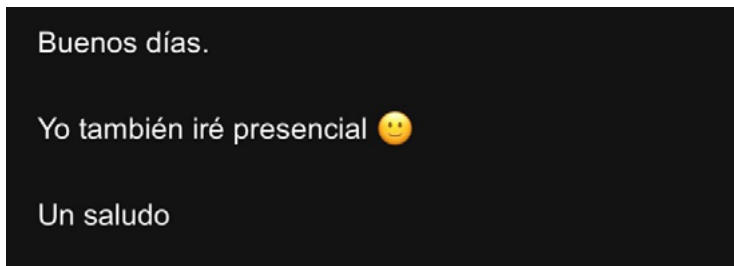 Buenos días.
Yo también iré presencial 🙂
Un saludo